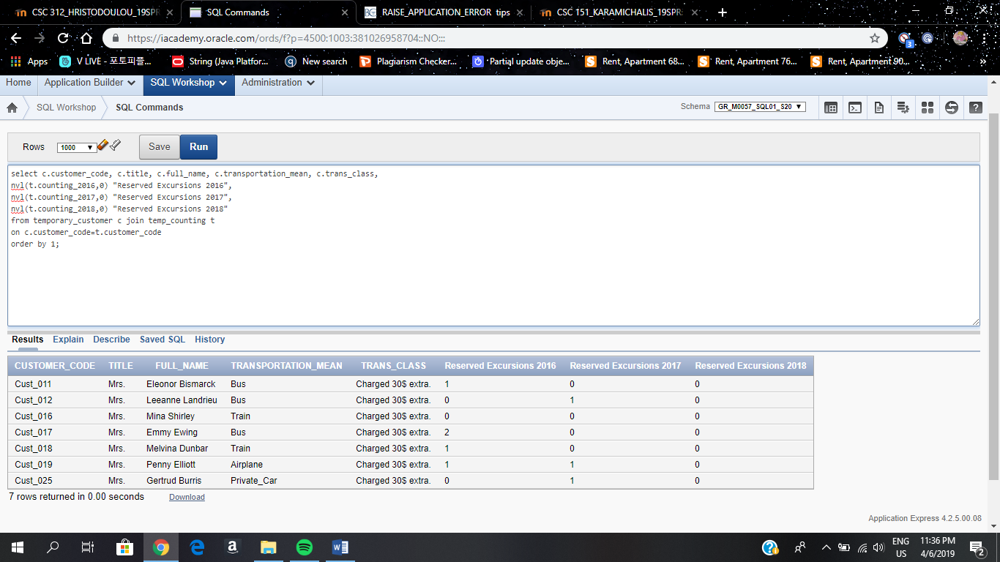 CSC 312_HRISTODOULOU_19SPR
SQL Commands
BC RAISE_APPLICATION_ERROR tips
CSC 151_KARAMICHALIS_19SPR
https://iacademy.oracle.com/ords/f?p=4500:1003:381026958704::NO:::
3
Apps V LIVE - 포토피플... String (Java Platfor... New search Plagiarism Checker... Partial update obje... Rent, Apartment 68... Rent, Apartment 76... Rent, Apartment 90...
Home Application Builder SQL Workshop Administration
SQL Workshop SQL Commands Schema GR_M0057_SQL01_S20
Rows 1000 Save Run
select c.customer_code, c.title, c.full_name, c.transportation_mean, c.trans_class,
nvl(t.counting_2016,0) "Reserved Excursions 2016",
nvl(t.counting_2017,0) "Reserved Excursions 2017",
nvl(t.counting_2018,0) "Reserved Excursions 2018"
from temporary_customer c join temp_counting t
on c.customer_code=t.customer_code
order by 1;
Results Explain Describe Saved SQL History
CUSTOMER_CODE TITLE FULL_NAME TRANSPORTATION_MEAN TRANS_CLASS Reserved Excursions 2016 Reserved Excursions 2017 Reserved Excursions 2018
Cust_011 Mrs. Eleonor Bismarck Bus Charged 30$ extra. 1 0 0
Cust_012 Mrs. Leeanne Landrieu Bus Charged 30$ extra. 0 1 0
Cust_016 Mrs. Mina Shirley Train Charged 30$ extra. 0 0 0
Cust_017 Mrs. Emmy Ewing Bus Charged 30$ extra. 2 0 0
Cust_018 Mrs. Melvina Dunbar Train Charged 30$ extra. 1 0 0
Cust_019 Mrs. Penny Elliott Airplane Charged 30$ extra. 1 1 0
Cust_025 Mrs. Gertrud Burris Private_Car Charged 30$ extra. 0 1 0
7 rows returned in 0.00 seconds Download
Application Express 4.2.5.00.08
ENG
US
11:36 PM
4/6/2019
2